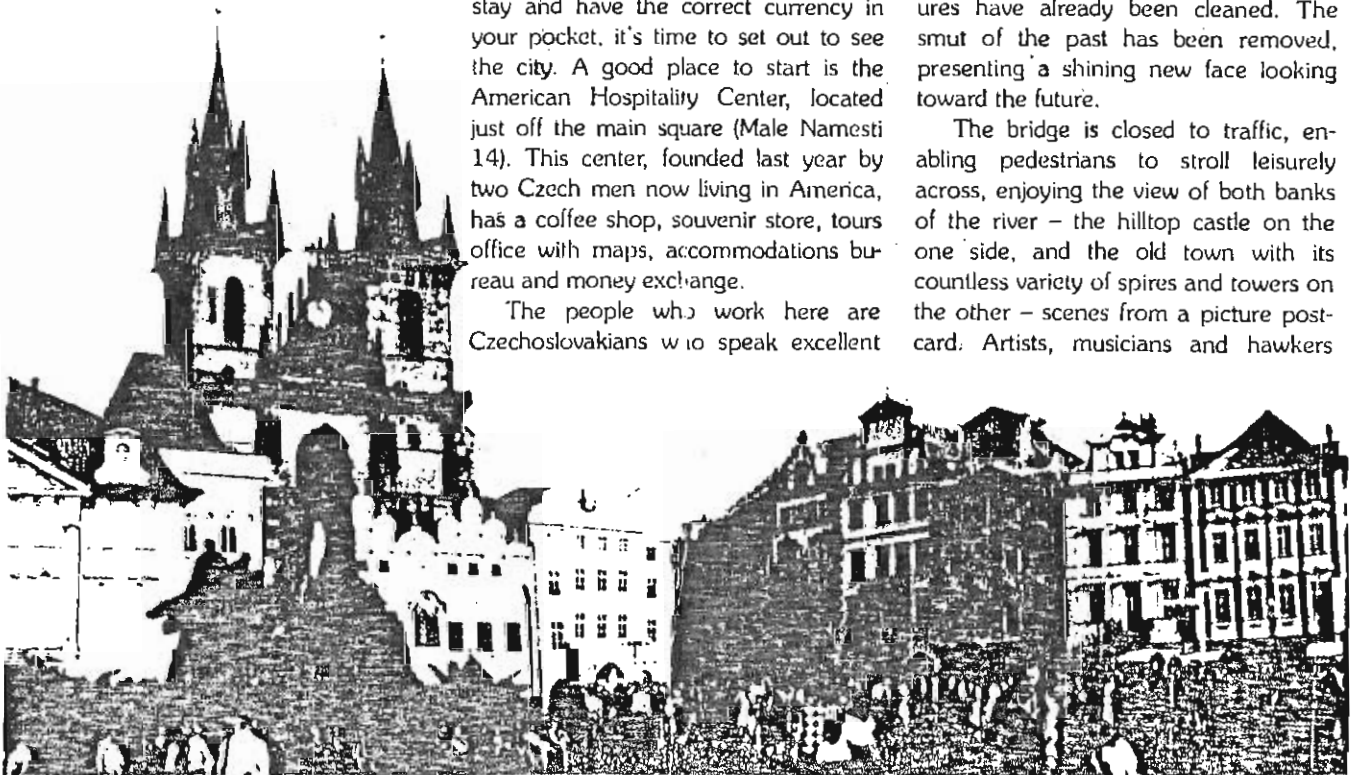 stay and have the correct currency in
your pocket, it's time to set out to see
the city. A good place to start is the
American Hospitality Center, located
just off the main square (Male Namesti
14). This center, founded last year by
two Czech men now living in America,
has a coffee shop, souvenir store, tours
office with maps, accommodations bu-
reau and money exchange.
The people who work here are
Czechoslovakians who speak excellent
ures have already been cleaned. The
smut of the past has been removed,
presenting a shining new face looking
toward the future.
The bridge is closed to traffic, en-
abling pedestrians to stroll leisurely
across, enjoying the view of both banks
of the river – the hilltop castle on the
one side, and the old town with its
countless variety of spires and towers on
the other – scenes from a picture post-
card. Artists, musicians and hawkers